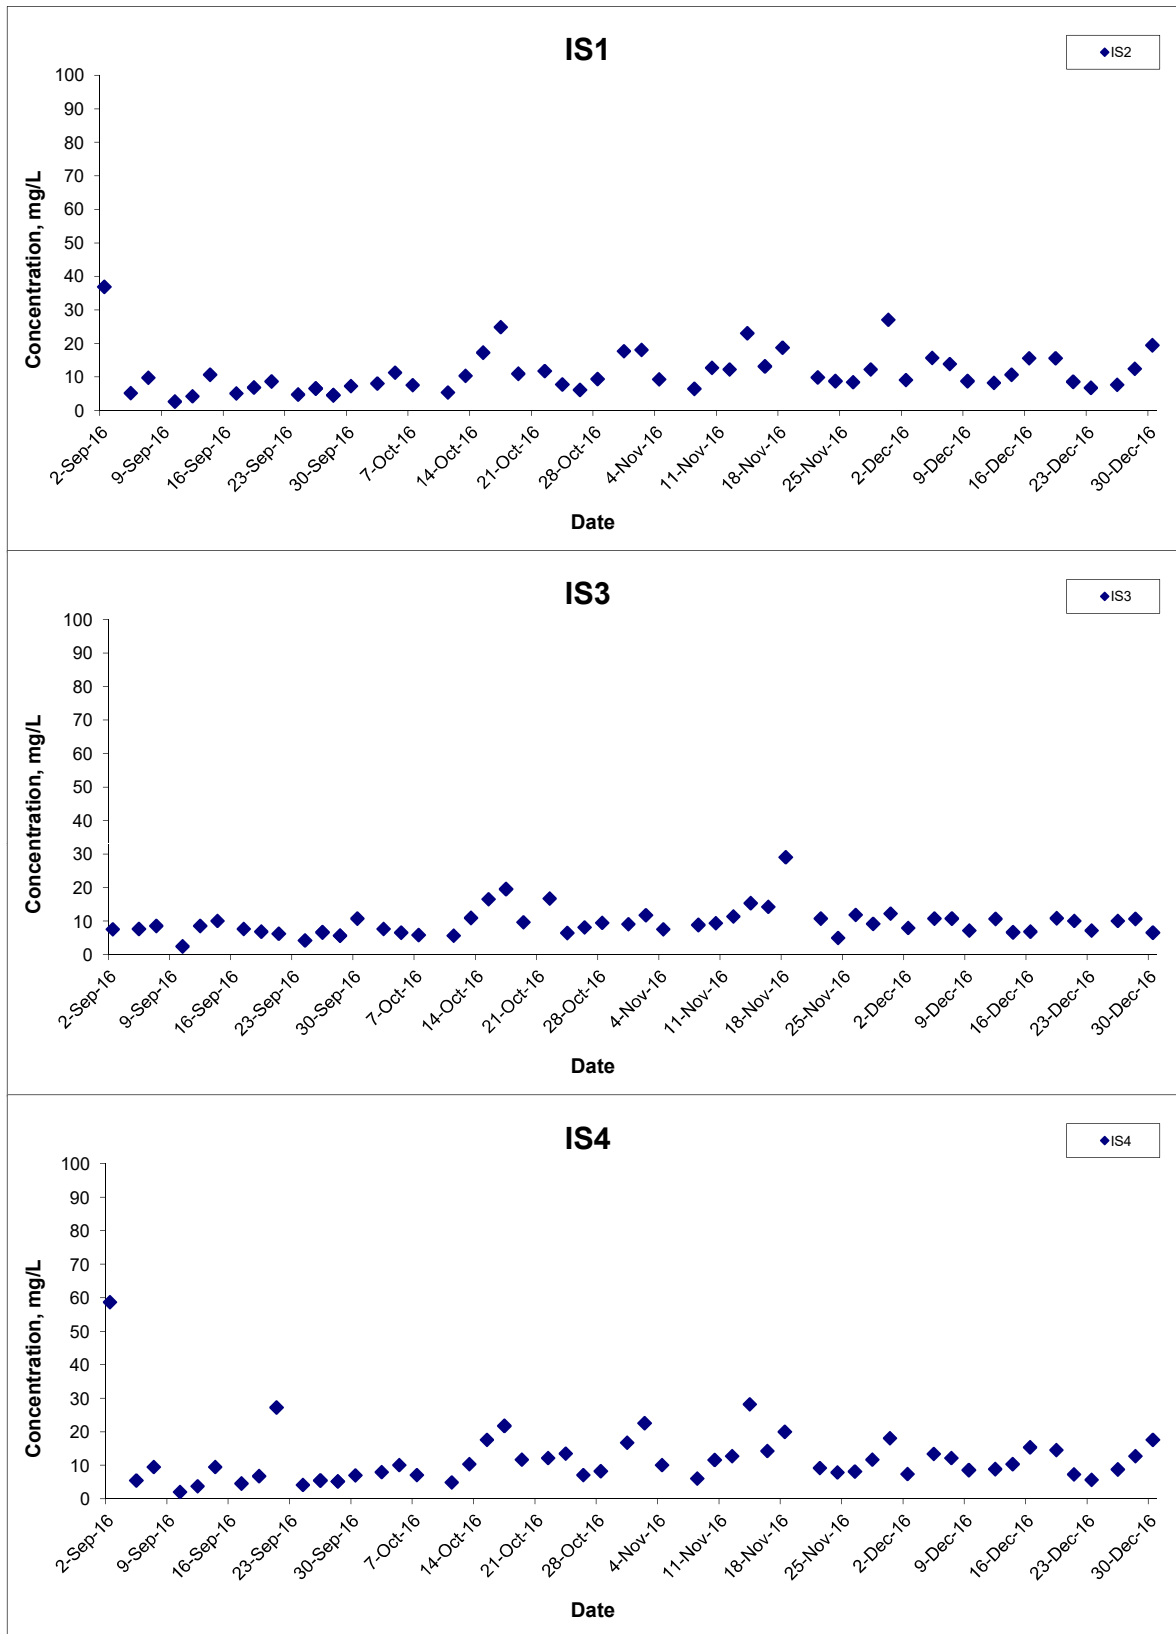 IS1
IS2
Concentration, mg/L
100
90
80
70
60
50
40
30
20
10
0
2-Sep-16
9-Sep-16
16-Sep-16
23-Sep-16
30-Sep-16
7-Oct-16
14-Oct-16
21-Oct-16
28-Oct-16
4-Nov-16
11-Nov-16
18-Nov-16
25-Nov-16
2-Dec-16
9-Dec-16
16-Dec-16
23-Dec-16
30-Dec-16
Date
IS3
IS3
Concentration, mg/L
100
90
80
70
60
50
40
30
20
10
0
2-Sep-16
9-Sep-16
16-Sep-16
23-Sep-16
30-Sep-16
7-Oct-16
14-Oct-16
21-Oct-16
28-Oct-16
4-Nov-16
11-Nov-16
18-Nov-16
25-Nov-16
2-Dec-16
9-Dec-16
16-Dec-16
23-Dec-16
30-Dec-16
Date
IS4
IS4
Concentration, mg/L
100
90
80
70
60
50
40
30
20
10
0
2-Sep-16
9-Sep-16
16-Sep-16
23-Sep-16
30-Sep-16
7-Oct-16
14-Oct-16
21-Oct-16
28-Oct-16
4-Nov-16
11-Nov-16
18-Nov-16
25-Nov-16
2-Dec-16
9-Dec-16
16-Dec-16
23-Dec-16
30-Dec-16
Date